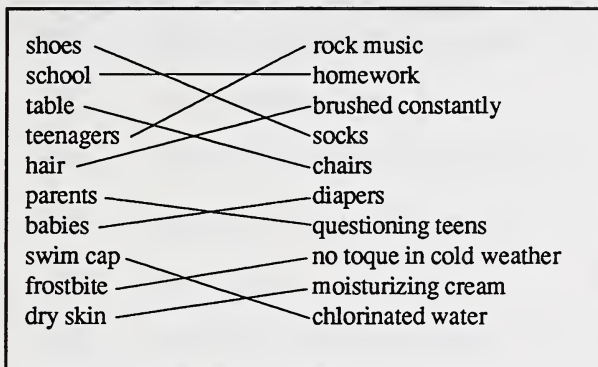 shoes rock music
school homework
table brushed constantly
teenagers socks
hair chairs
parents diapers
babies questioning teens
swim cap no toque in cold weather
frostbite moisturizing cream
dry skin chlorinated water